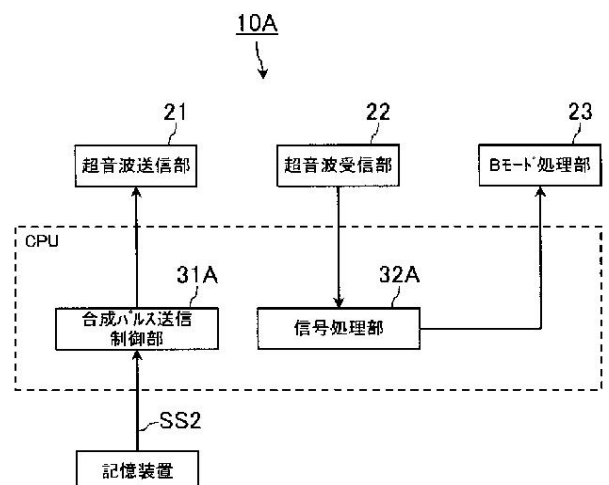 10A
21
22
23
超音波送信部
超音波受信部
Bモード処理部
CPU
31A
32A
合成パルス送信
制御部
信号処理部
SS2
記憶装置